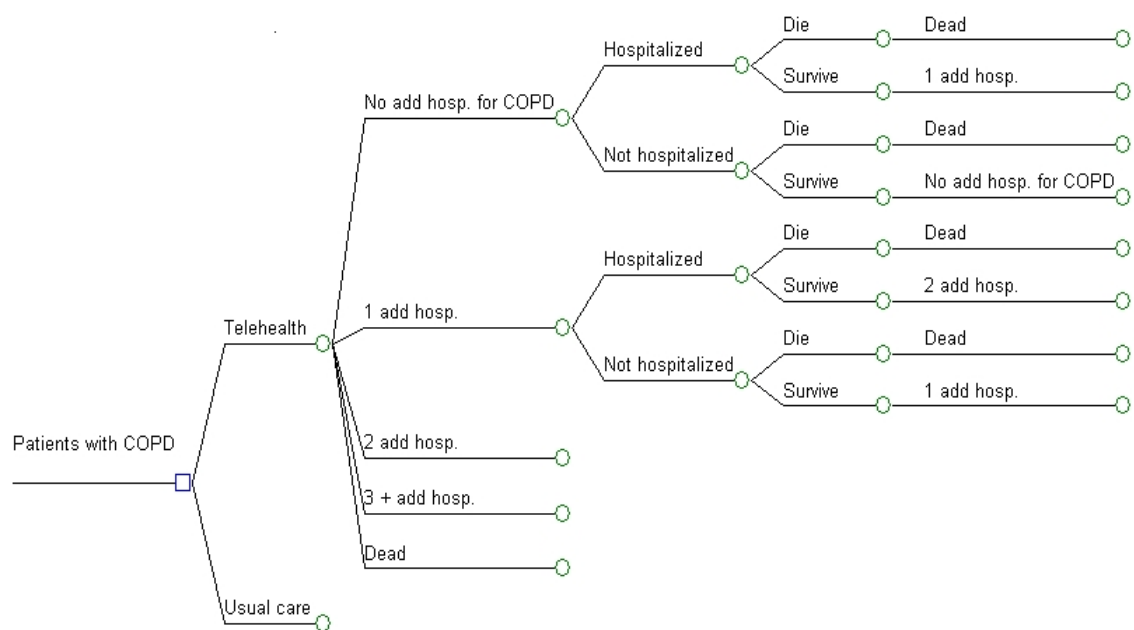 Die
Dead
Hospitalized
Survive
1 add hosp.
No add hosp. for COPD
Die
Dead
Not hospitalized
Survive
No add hosp. for COPD
Die
Dead
Hospitalized
Survive
2 add hosp.
1 add hosp.
Telehealth
Die
Dead
Not hospitalized
Survive
1 add hosp.
Patients with COPD
2 add hosp.
3 + add hosp.
Dead
Usual care